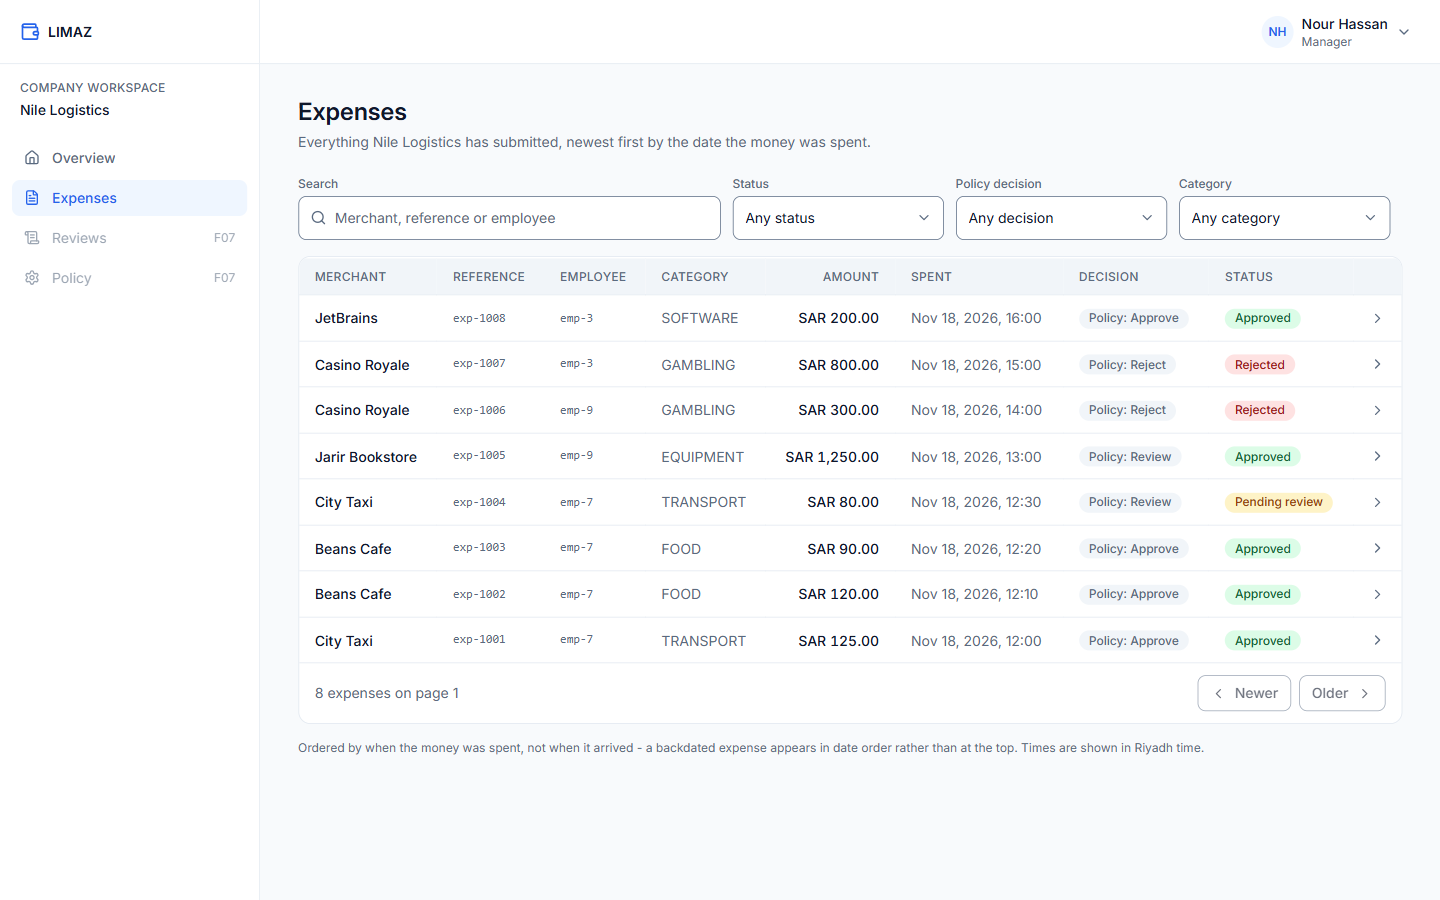 LIMAZ
NH
Nour Hassan
Manager
COMPANY WORKSPACE
Nile Logistics
Overview
Expenses
Reviews F07
Policy F07
Expenses
Everything Nile Logistics has submitted, newest first by the date the money was spent.
Search Status Policy decision Category
Merchant, reference or employee Any status Any decision Any category
MERCHANT REFERENCE EMPLOYEE CATEGORY AMOUNT SPENT DECISION STATUS
JetBrains exp-1008 emp-3 SOFTWARE SAR 200.00 Nov 18, 2026, 16:00 Policy: Approve Approved
Casino Royale exp-1007 emp-3 GAMBLING SAR 800.00 Nov 18, 2026, 15:00 Policy: Reject Rejected
Casino Royale exp-1006 emp-9 GAMBLING SAR 300.00 Nov 18, 2026, 14:00 Policy: Reject Rejected
Jarir Bookstore exp-1005 emp-9 EQUIPMENT SAR 1,250.00 Nov 18, 2026, 13:00 Policy: Review Approved
City Taxi exp-1004 emp-7 TRANSPORT SAR 80.00 Nov 18, 2026, 12:30 Policy: Review Pending review
Beans Cafe exp-1003 emp-7 FOOD SAR 90.00 Nov 18, 2026, 12:20 Policy: Approve Approved
Beans Cafe exp-1002 emp-7 FOOD SAR 120.00 Nov 18, 2026, 12:10 Policy: Approve Approved
City Taxi exp-1001 emp-7 TRANSPORT SAR 125.00 Nov 18, 2026, 12:00 Policy: Approve Approved
8 expenses on page 1 Newer Older
Ordered by when the money was spent, not when it arrived - a backdated expense appears in date order rather than at the top. Times are shown in Riyadh time.